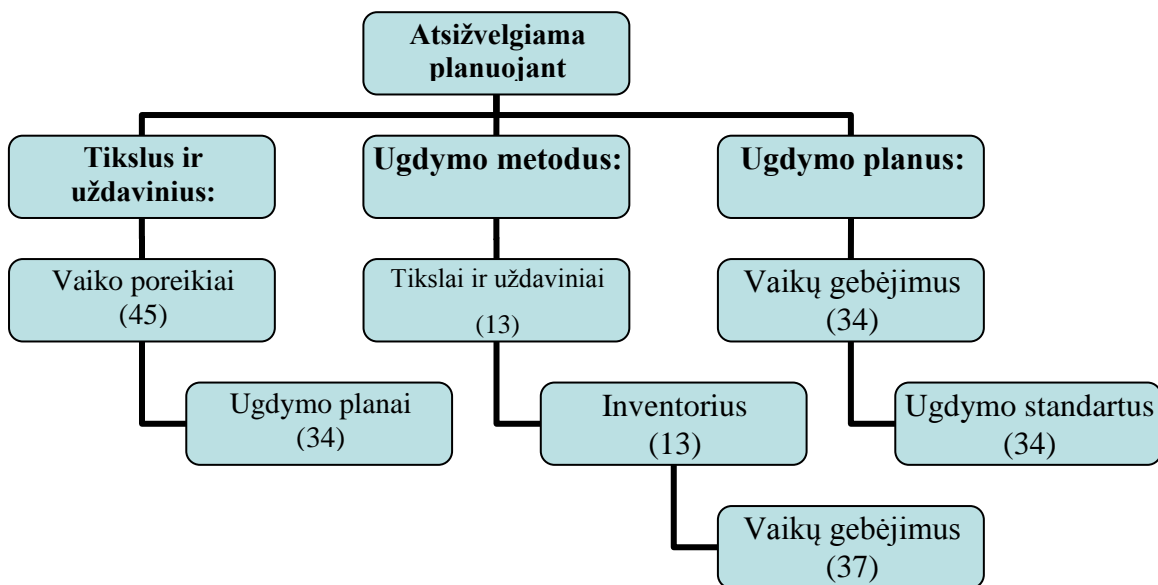 Atsižvelgiama
planuojant
Tikslus ir
uždavinius:
Ugdymo metodus:
Ugdymo planus:
Vaiko poreikiai
(45)
Tikslai ir uždaviniai
(13)
Vaikų gebėjimus
(34)
Ugdymo planai
(34)
Inventorius
(13)
Ugdymo standartus
(34)
Vaikų gebėjimus
(37)